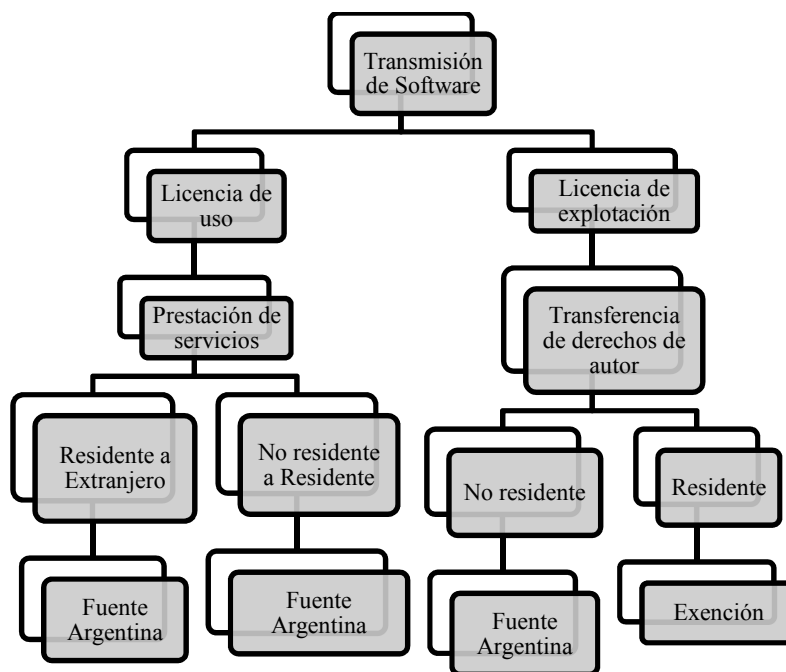 Transmisión
de Software
Licencia de
uso
Licencia de
explotación
Prestación de
servicios
Transferencia
de derechos de
autor
Residente a
Extranjero
No residente
a Residente
No residente
Residente
Fuente
Argentina
Fuente
Argentina
Fuente
Argentina
Exención